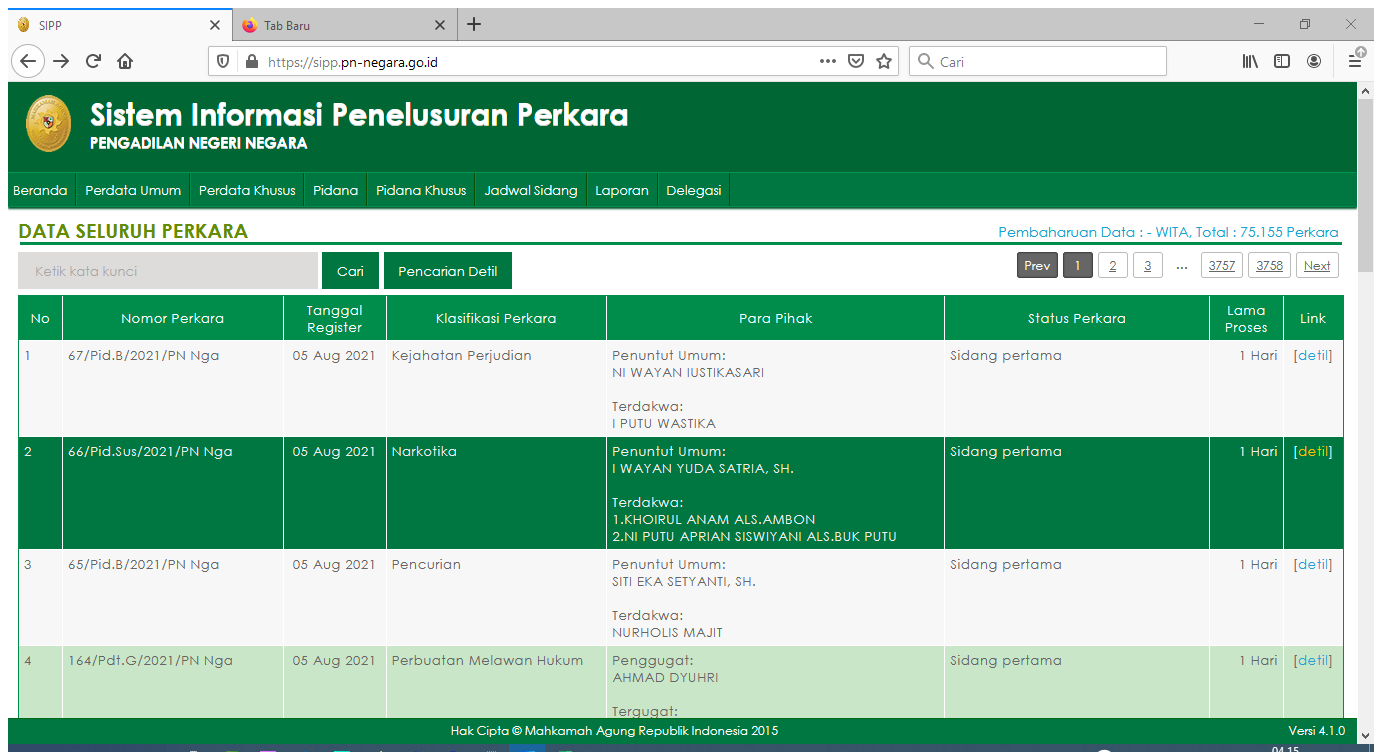 SIPP
Tab Baru
https://sipp.pn-negara.go.id
Cari
Sistem Informasi Penelusuran Perkara
PENGADILAN NEGERI NEGARA
Beranda Perdata Umum Perdata Khusus Pidana Pidana Khusus Jadwal Sidang Laporan Delegasi
DATA SELURUH PERKARA
Pembaharuan Data : - WITA, Total : 75.155 Perkara
Ketik kata kunci Cari Pencarian Detil
Prev 1 2 3 ... 3757 3758 Next
No Nomor Perkara Tanggal Register Klasifikasi Perkara Para Pihak Status Perkara Lama Proses Link
1 67/Pid.B/2021/PN Nga 05 Aug 2021 Kejahatan Perjudian Penuntut Umum: Sidang pertama 1 Hari [detil]
NI WAYAN IUSTIKASARI
Terdakwa:
I PUTU WASTIKA
2 66/Pid.Sus/2021/PN Nga 05 Aug 2021 Narkotika Penuntut Umum: Sidang pertama 1 Hari [detil]
I WAYAN YUDA SATRIA, SH.
Terdakwa:
1.KHOIRUL ANAM ALS.AMBON
2.NI PUTU APRIAN SISWIYANI ALS.BUK PUTU
3 65/Pid.B/2021/PN Nga 05 Aug 2021 Pencurian Penuntut Umum: Sidang pertama 1 Hari [detil]
SITI EKA SETYANTI, SH.
Terdakwa:
NURHOLIS MAJIT
4 164/Pdt.G/2021/PN Nga 05 Aug 2021 Perbuatan Melawan Hukum Penggugat: Sidang pertama 1 Hari [detil]
AHMAD DYUHRI
Tergugat:
Hak Cipta © Mahkamah Agung Republik Indonesia 2015
Versi 4.1.0
04.15